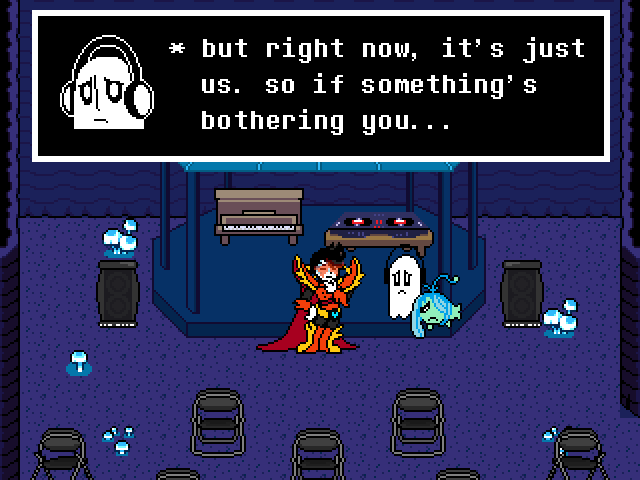 * but right now, it's just
us. so if something's
bothering you...